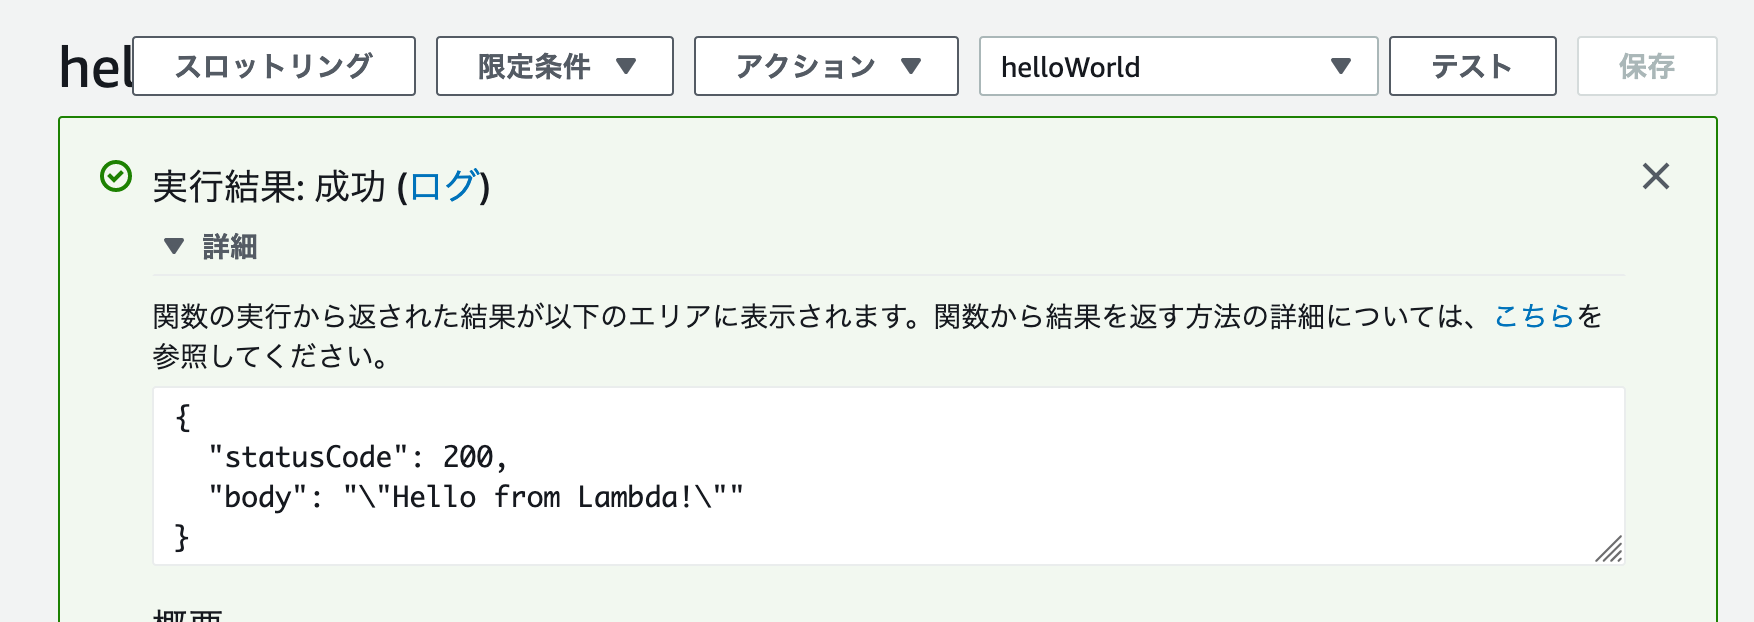 hel スロットリング 限定条件 ▼ アクション ▼ helloWorld ▼ テスト 保存
実行結果: 成功 (ログ)
▼ 詳細
関数の実行から返された結果が以下のエリアに表示されます。関数から結果を返す方法の詳細については、こちらを
参照してください。
{
  "statusCode": 200,
  "body": "\"Hello from Lambda!\""
}
概要